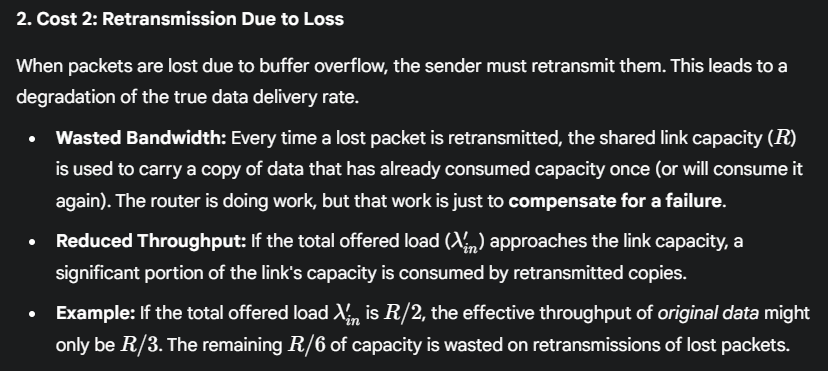 2. Cost 2: Retransmission Due to Loss
When packets are lost due to buffer overflow, the sender must retransmit them. This leads to a
degradation of the true data delivery rate.
• Wasted Bandwidth: Every time a lost packet is retransmitted, the shared link capacity (R)
is used to carry a copy of data that has already consumed capacity once (or will consume it
again). The router is doing work, but that work is just to compensate for a failure.
• Reduced Throughput: If the total offered load (λ′in) approaches the link capacity, a
significant portion of the link's capacity is consumed by retransmitted copies.
• Example: If the total offered load λ′in is R/2, the effective throughput of original data might
only be R/3. The remaining R/6 of capacity is wasted on retransmissions of lost packets.